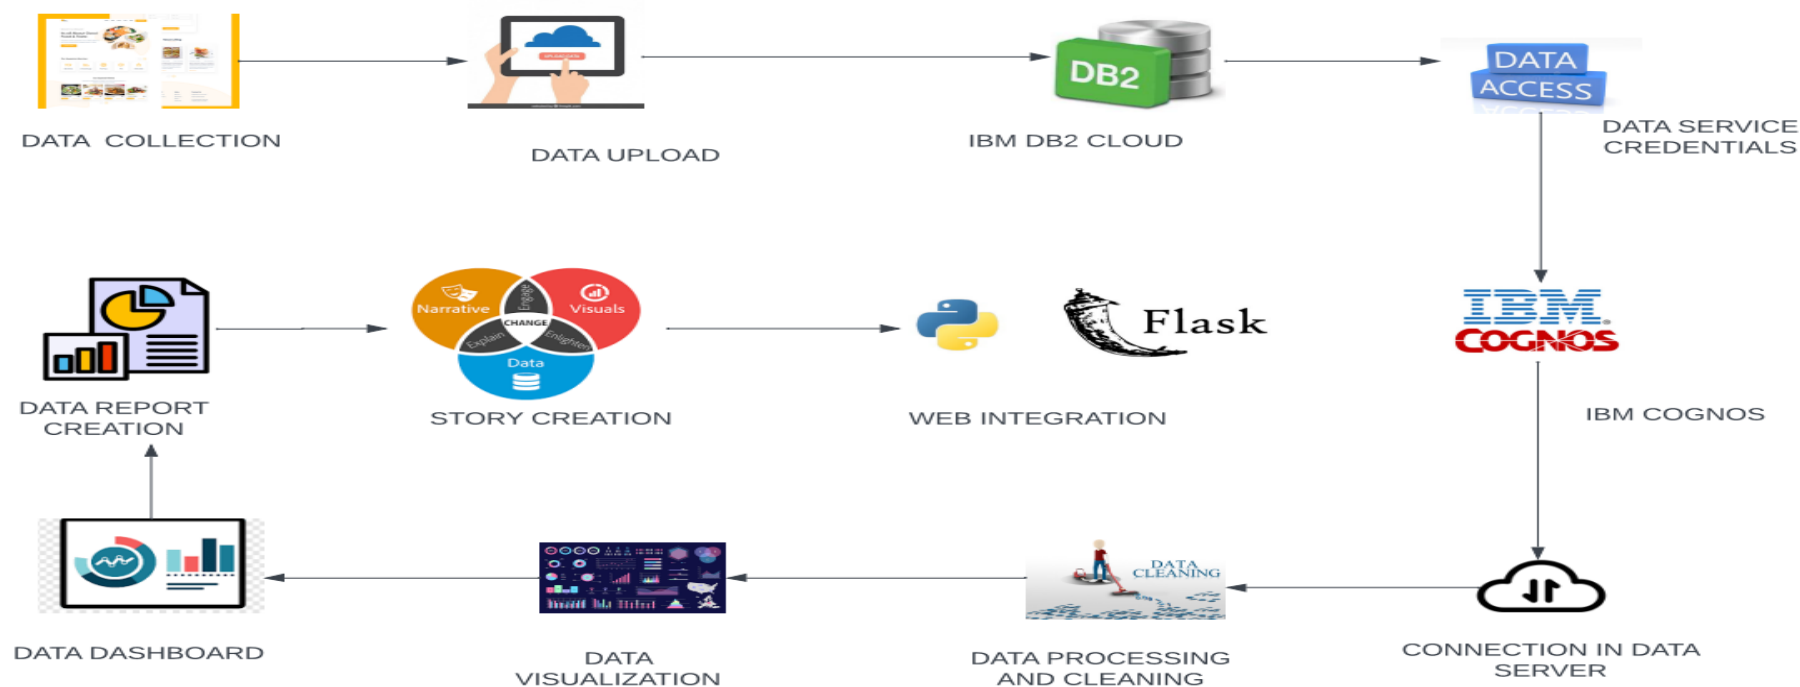 DATA COLLECTION
DATA UPLOAD
DB2
IBM DB2 CLOUD
DATA
ACCESS
DATA SERVICE
CREDENTIALS
IBM
COGNOS
IBM COGNOS
CONNECTION IN DATA
SERVER
DATA
CLEANING
DATA PROCESSING
AND CLEANING
DATA
VISUALIZATION
DATA DASHBOARD
DATA REPORT
CREATION
Narrative
Engage
Visuals
CHANGE
Explain
Enlighten
Data
STORY CREATION
Flask
WEB INTEGRATION